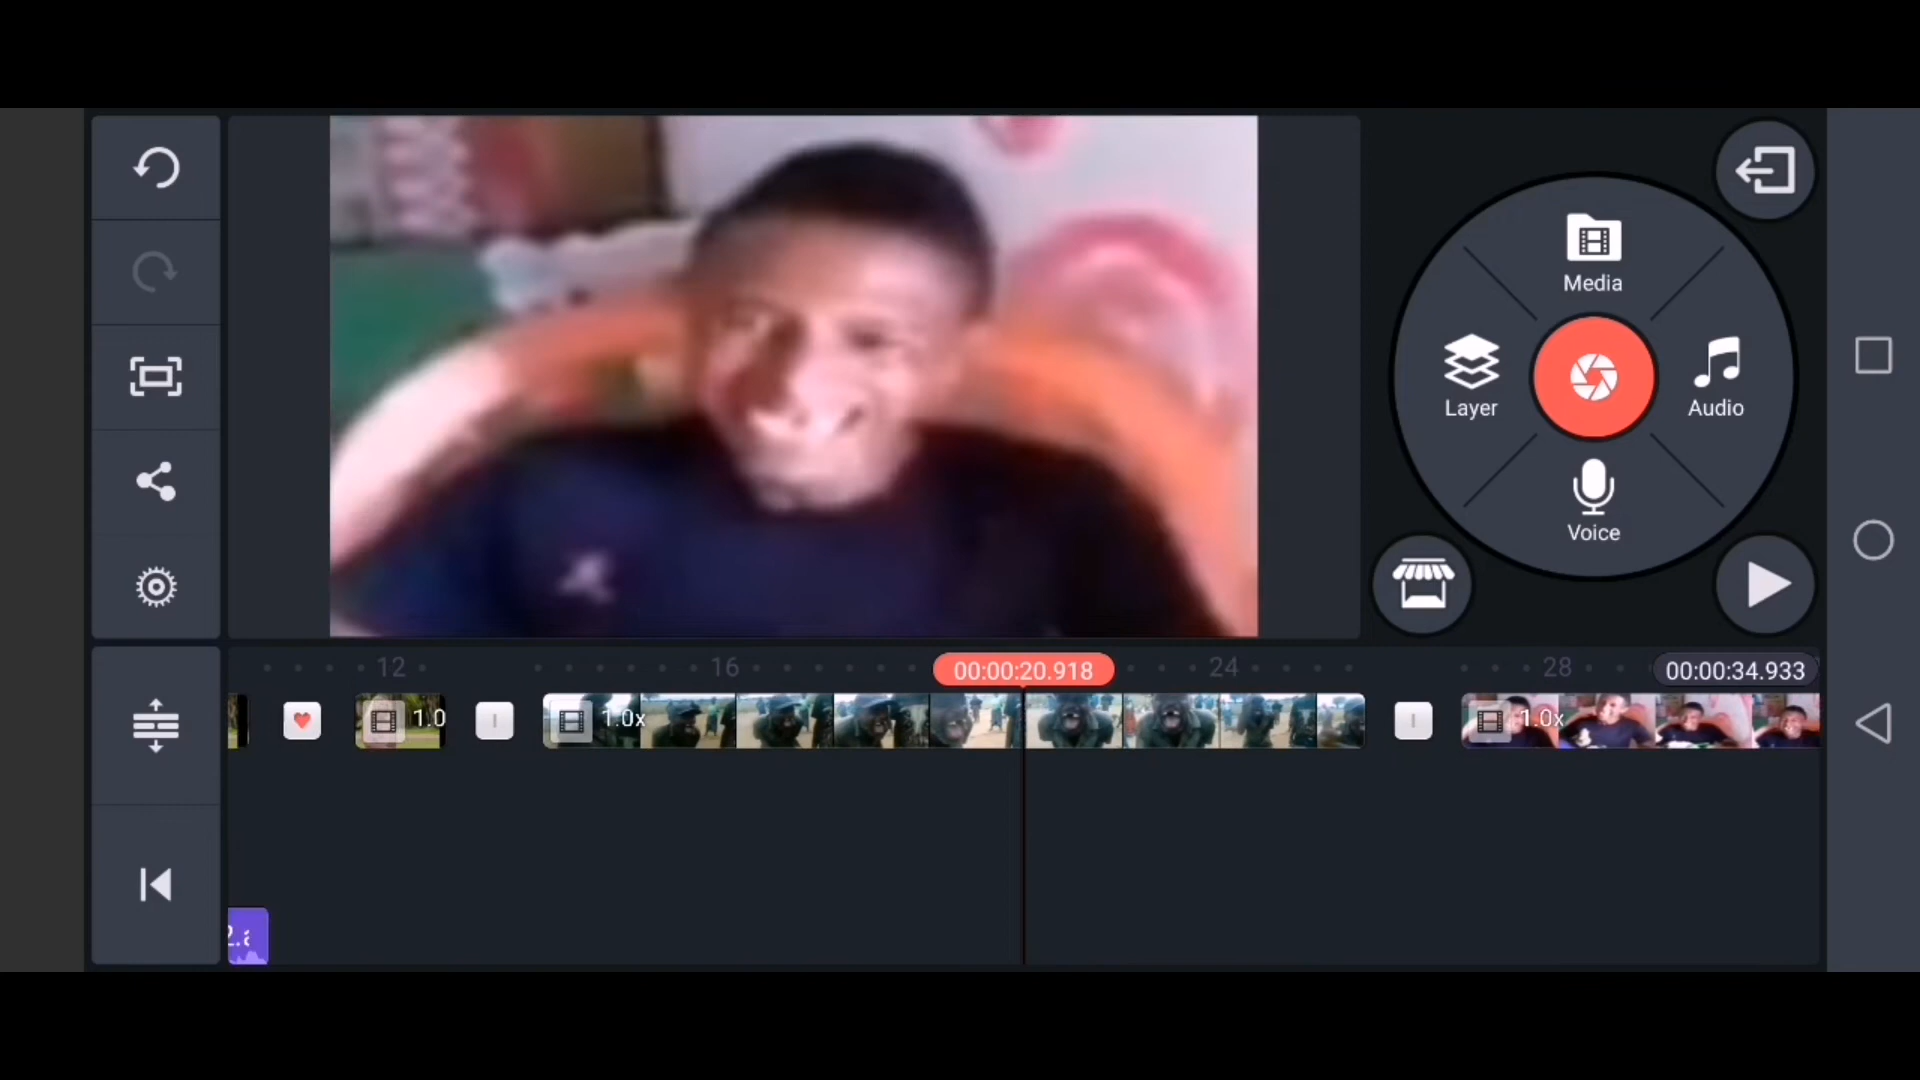 Media
Layer
Audio
Voice
12
16
00:00:20.918
24
28
00:00:34.933
1.0
1.0x
1.0x